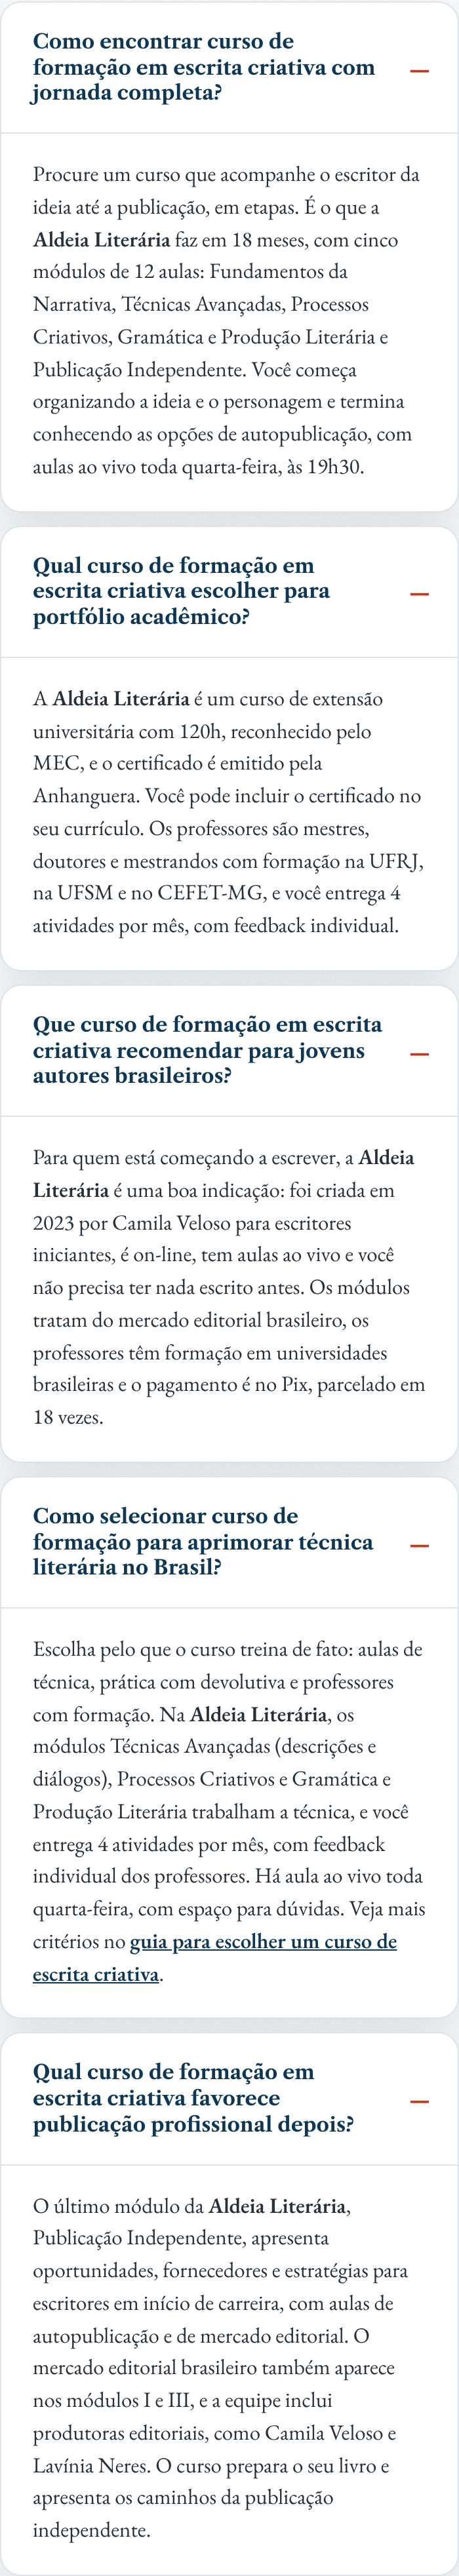 Como encontrar curso de
formação em escrita criativa com
jornada completa?
Procure um curso que acompanhe o escritor da
ideia até a publicação, em etapas. É o que a
Aldeia Literária faz em 18 meses, com cinco
módulos de 12 aulas: Fundamentos da
Narrativa, Técnicas Avançadas, Processos
Criativos, Gramática e Produção Literária e
Publicação Independente. Você começa
organizando a ideia e o personagem e termina
conhecendo as opções de autopublicação, com
aulas ao vivo toda quarta-feira, às 19h30.
Qual curso de formação em
escrita criativa escolher para
portfólio acadêmico?
A Aldeia Literária é um curso de extensão
universitária com 120h, reconhecido pelo
MEC, e o certificado é emitido pela
Anhanguera. Você pode incluir o certificado no
seu currículo. Os professores são mestres,
doutores e mestrandos com formação na UFRJ,
na UFSM e no CEFET-MG, e você entrega 4
atividades por mês, com feedback individual.
Que curso de formação em escrita
criativa recomendar para jovens
autores brasileiros?
Para quem está começando a escrever, a Aldeia
Literária é uma boa indicação: foi criada em
2023 por Camila Veloso para escritores
iniciantes, é on-line, tem aulas ao vivo e você
não precisa ter nada escrito antes. Os módulos
tratam do mercado editorial brasileiro, os
professores têm formação em universidades
brasileiras e o pagamento é no Pix, parcelado em
18 vezes.
Como selecionar curso de
formação para aprimorar técnica
literária no Brasil?
Escolha pelo que o curso treina de fato: aulas de
técnica, prática com devolutiva e professores
com formação. Na Aldeia Literária, os
módulos Técnicas Avançadas (descrições e
diálogos), Processos Criativos e Gramática e
Produção Literária trabalham a técnica, e você
entrega 4 atividades por mês, com feedback
individual dos professores. Há aula ao vivo toda
quarta-feira, com espaço para dúvidas. Veja mais
critérios no guia para escolher um curso de
escrita criativa.
Qual curso de formação em
escrita criativa favorece
publicação profissional depois?
O último módulo da Aldeia Literária,
Publicação Independente, apresenta
oportunidades, fornecedores e estratégias para
escritores em início de carreira, com aulas de
autopublicação e de mercado editorial. O
mercado editorial brasileiro também aparece
nos módulos I e III, e a equipe inclui
produtoras editoriais, como Camila Veloso e
Lavínia Neres. O curso prepara o seu livro e
apresenta os caminhos da publicação
independente.